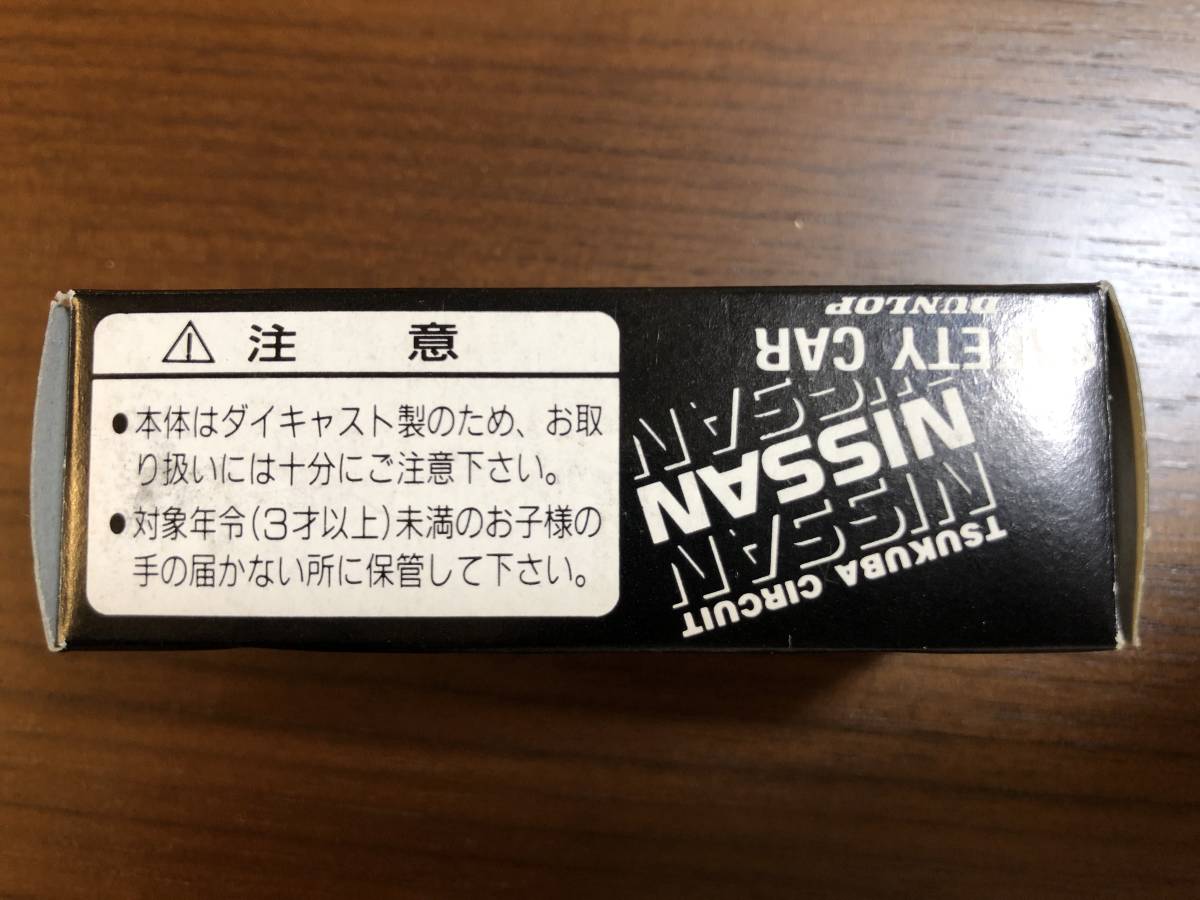 ⚠ 注 意
●本体はダイキャスト製のため、お取
り扱いには十分にご注意下さい。
●対象年令(3才以上)未満のお子様の
手の届かない所に保管して下さい。
TSUKUBA CIRCUIT
NISSAN
NISSAN
NISSAN
SAFETY CAR
DUNLOP